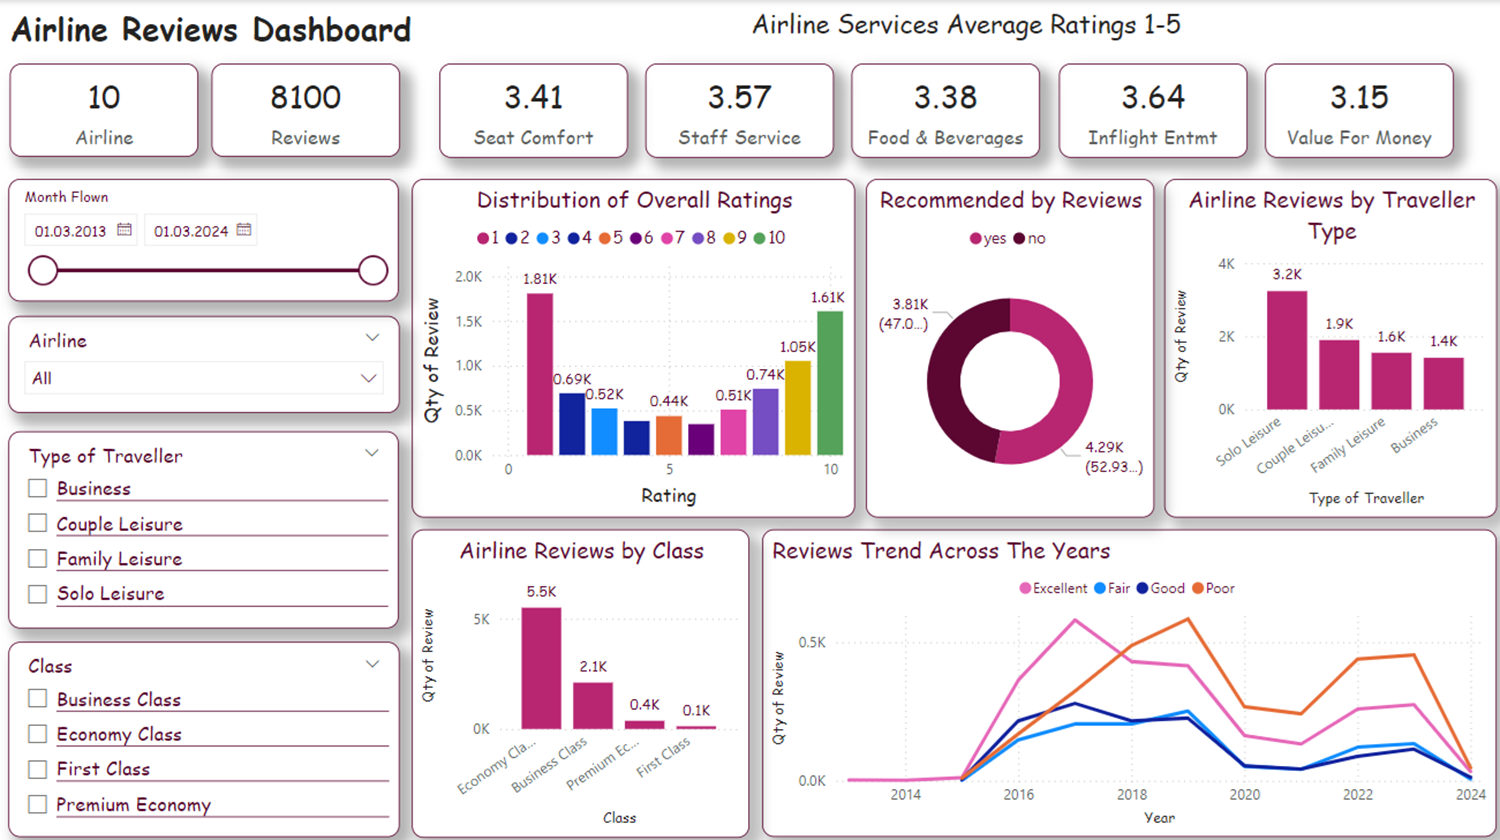 Airline Reviews Dashboard
Airline Services Average Ratings 1-5
10
Airline
8100
Reviews
3.41
Seat Comfort
3.57
Staff Service
3.38
Food & Beverages
3.64
Inflight Entmt
3.15
Value For Money
Month Flown
01.03.2013 01.03.2024
Airline
All
Type of Traveller
Business
Couple Leisure
Family Leisure
Solo Leisure
Class
Business Class
Economy Class
First Class
Premium Economy
Distribution of Overall Ratings
1 2 3 4 5 6 7 8 9 10
Qty of Review
2.0K
1.5K
1.0K
0.5K
0.0K
1.81K
0.69K
0.52K
0.44K
0.51K
0.74K
1.05K
1.61K
0 5 10
Rating
Recommended by Reviews
yes no
3.81K
(47.0...)
4.29K
(52.93...)
Airline Reviews by Traveller
Type
Qty of Review
4K
2K
0K
3.2K
1.9K
1.6K
1.4K
Solo Leisure
Couple Leisu...
Family Leisure
Business
Type of Traveller
Airline Reviews by Class
Qty of Review
5K
0K
5.5K
2.1K
0.4K
0.1K
Economy Cla...
Business Class
Premium Ec...
First Class
Class
Reviews Trend Across The Years
Excellent Fair Good Poor
Qty of Review
0.5K
0.0K
2014 2016 2018 2020 2022 2024
Year